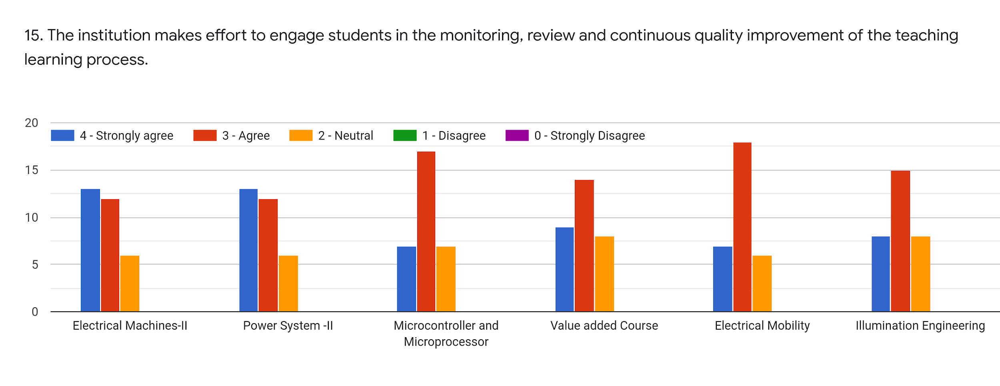 15. The institution makes effort to engage students in the monitoring, review and continuous quality improvement of the teaching
learning process.
20
4 - Strongly agree
3 - Agree
2 - Neutral
1 - Disagree
0 - Strongly Disagree
15
10
5
0
Electrical Machines-II
Power System -II
Microcontroller and
Microprocessor
Value added Course
Electrical Mobility
Illumination Engineering